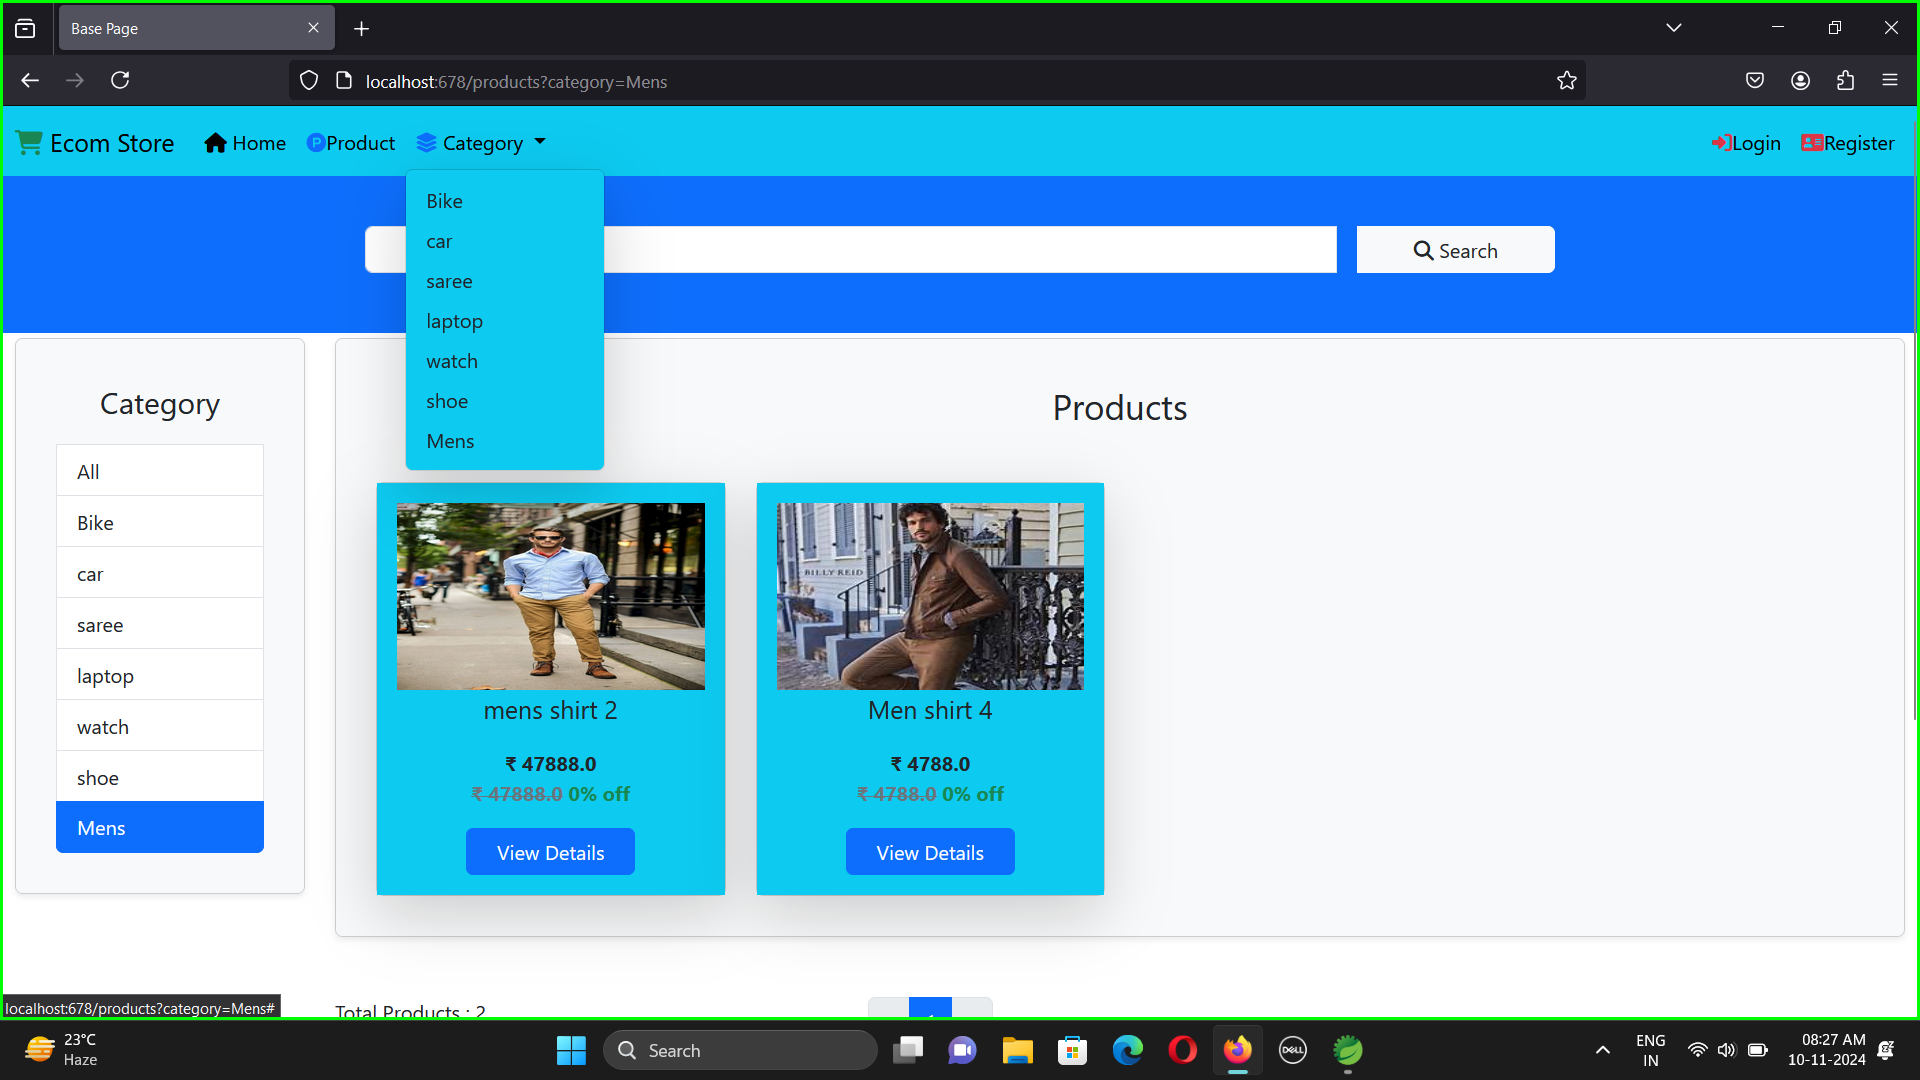 Base Page
localhost:678/products?category=Mens
Ecom Store
Home
Product
Category
Login
Register
Bike
car
saree
laptop
watch
shoe
Mens
Search
Category
All
Bike
car
saree
laptop
watch
shoe
Mens
Products
BILLY REID
mens shirt 2
₹ 47888.0
₹ 47888.0 0% off
View Details
Men shirt 4
₹ 4788.0
₹ 4788.0 0% off
View Details
localhost:678/products?category=Mens#
Total Products : 2
23°C
Haze
Search
DELL
ENG
IN
08:27 AM
10-11-2024